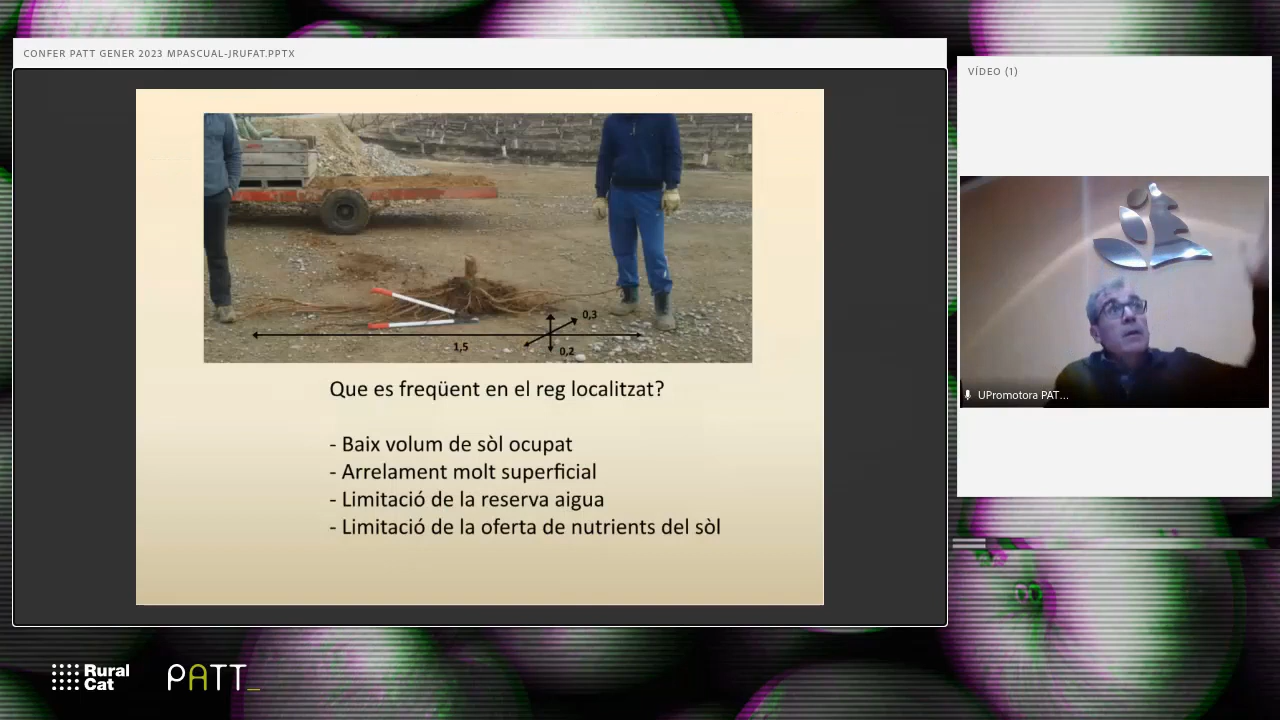 CONFER PATT GENER 2023 MPASCUAL-JRUFAT.PPTX
VÍDEO (1)
0,3
1,5
0,2
Que es freqüent en el reg localitzat?
- Baix volum de sòl ocupat
- Arrelament molt superficial
- Limitació de la reserva aigua
- Limitació de la oferta de nutrients del sòl
UPromotora PAT...
Rural
Cat
PATT_